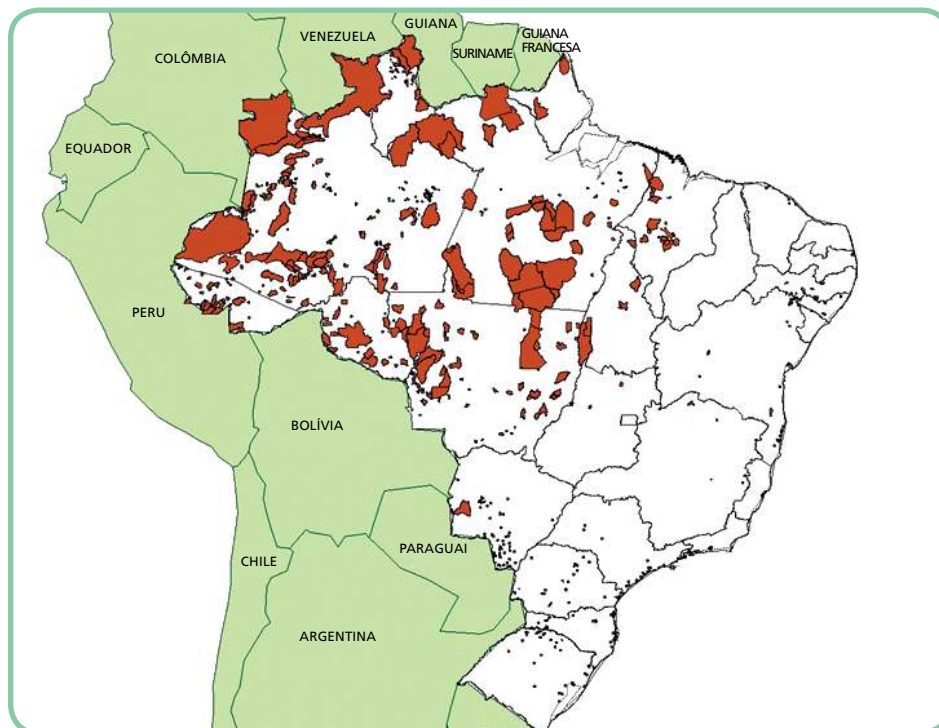 GUIANA
VENEZUELA
GUIANA
FRANCESA
SURINAME
COLÔMBIA
EQUADOR
PERU
BOLÍVIA
PARAGUAI
CHILE
ARGENTINA